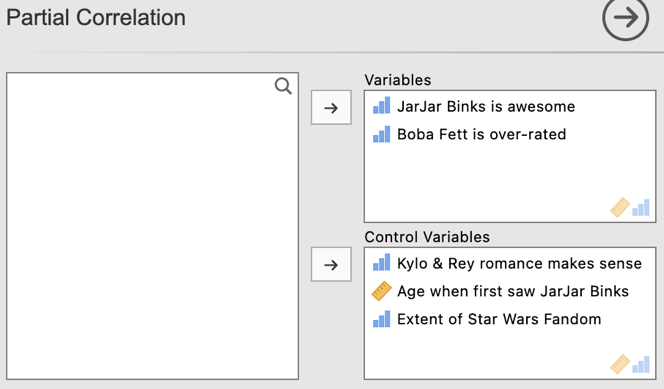 Partial Correlation
Variables
JarJar Binks is awesome
Boba Fett is over-rated
Control Variables
Kylo & Rey romance makes sense
Age when first saw JarJar Binks
Extent of Star Wars Fandom